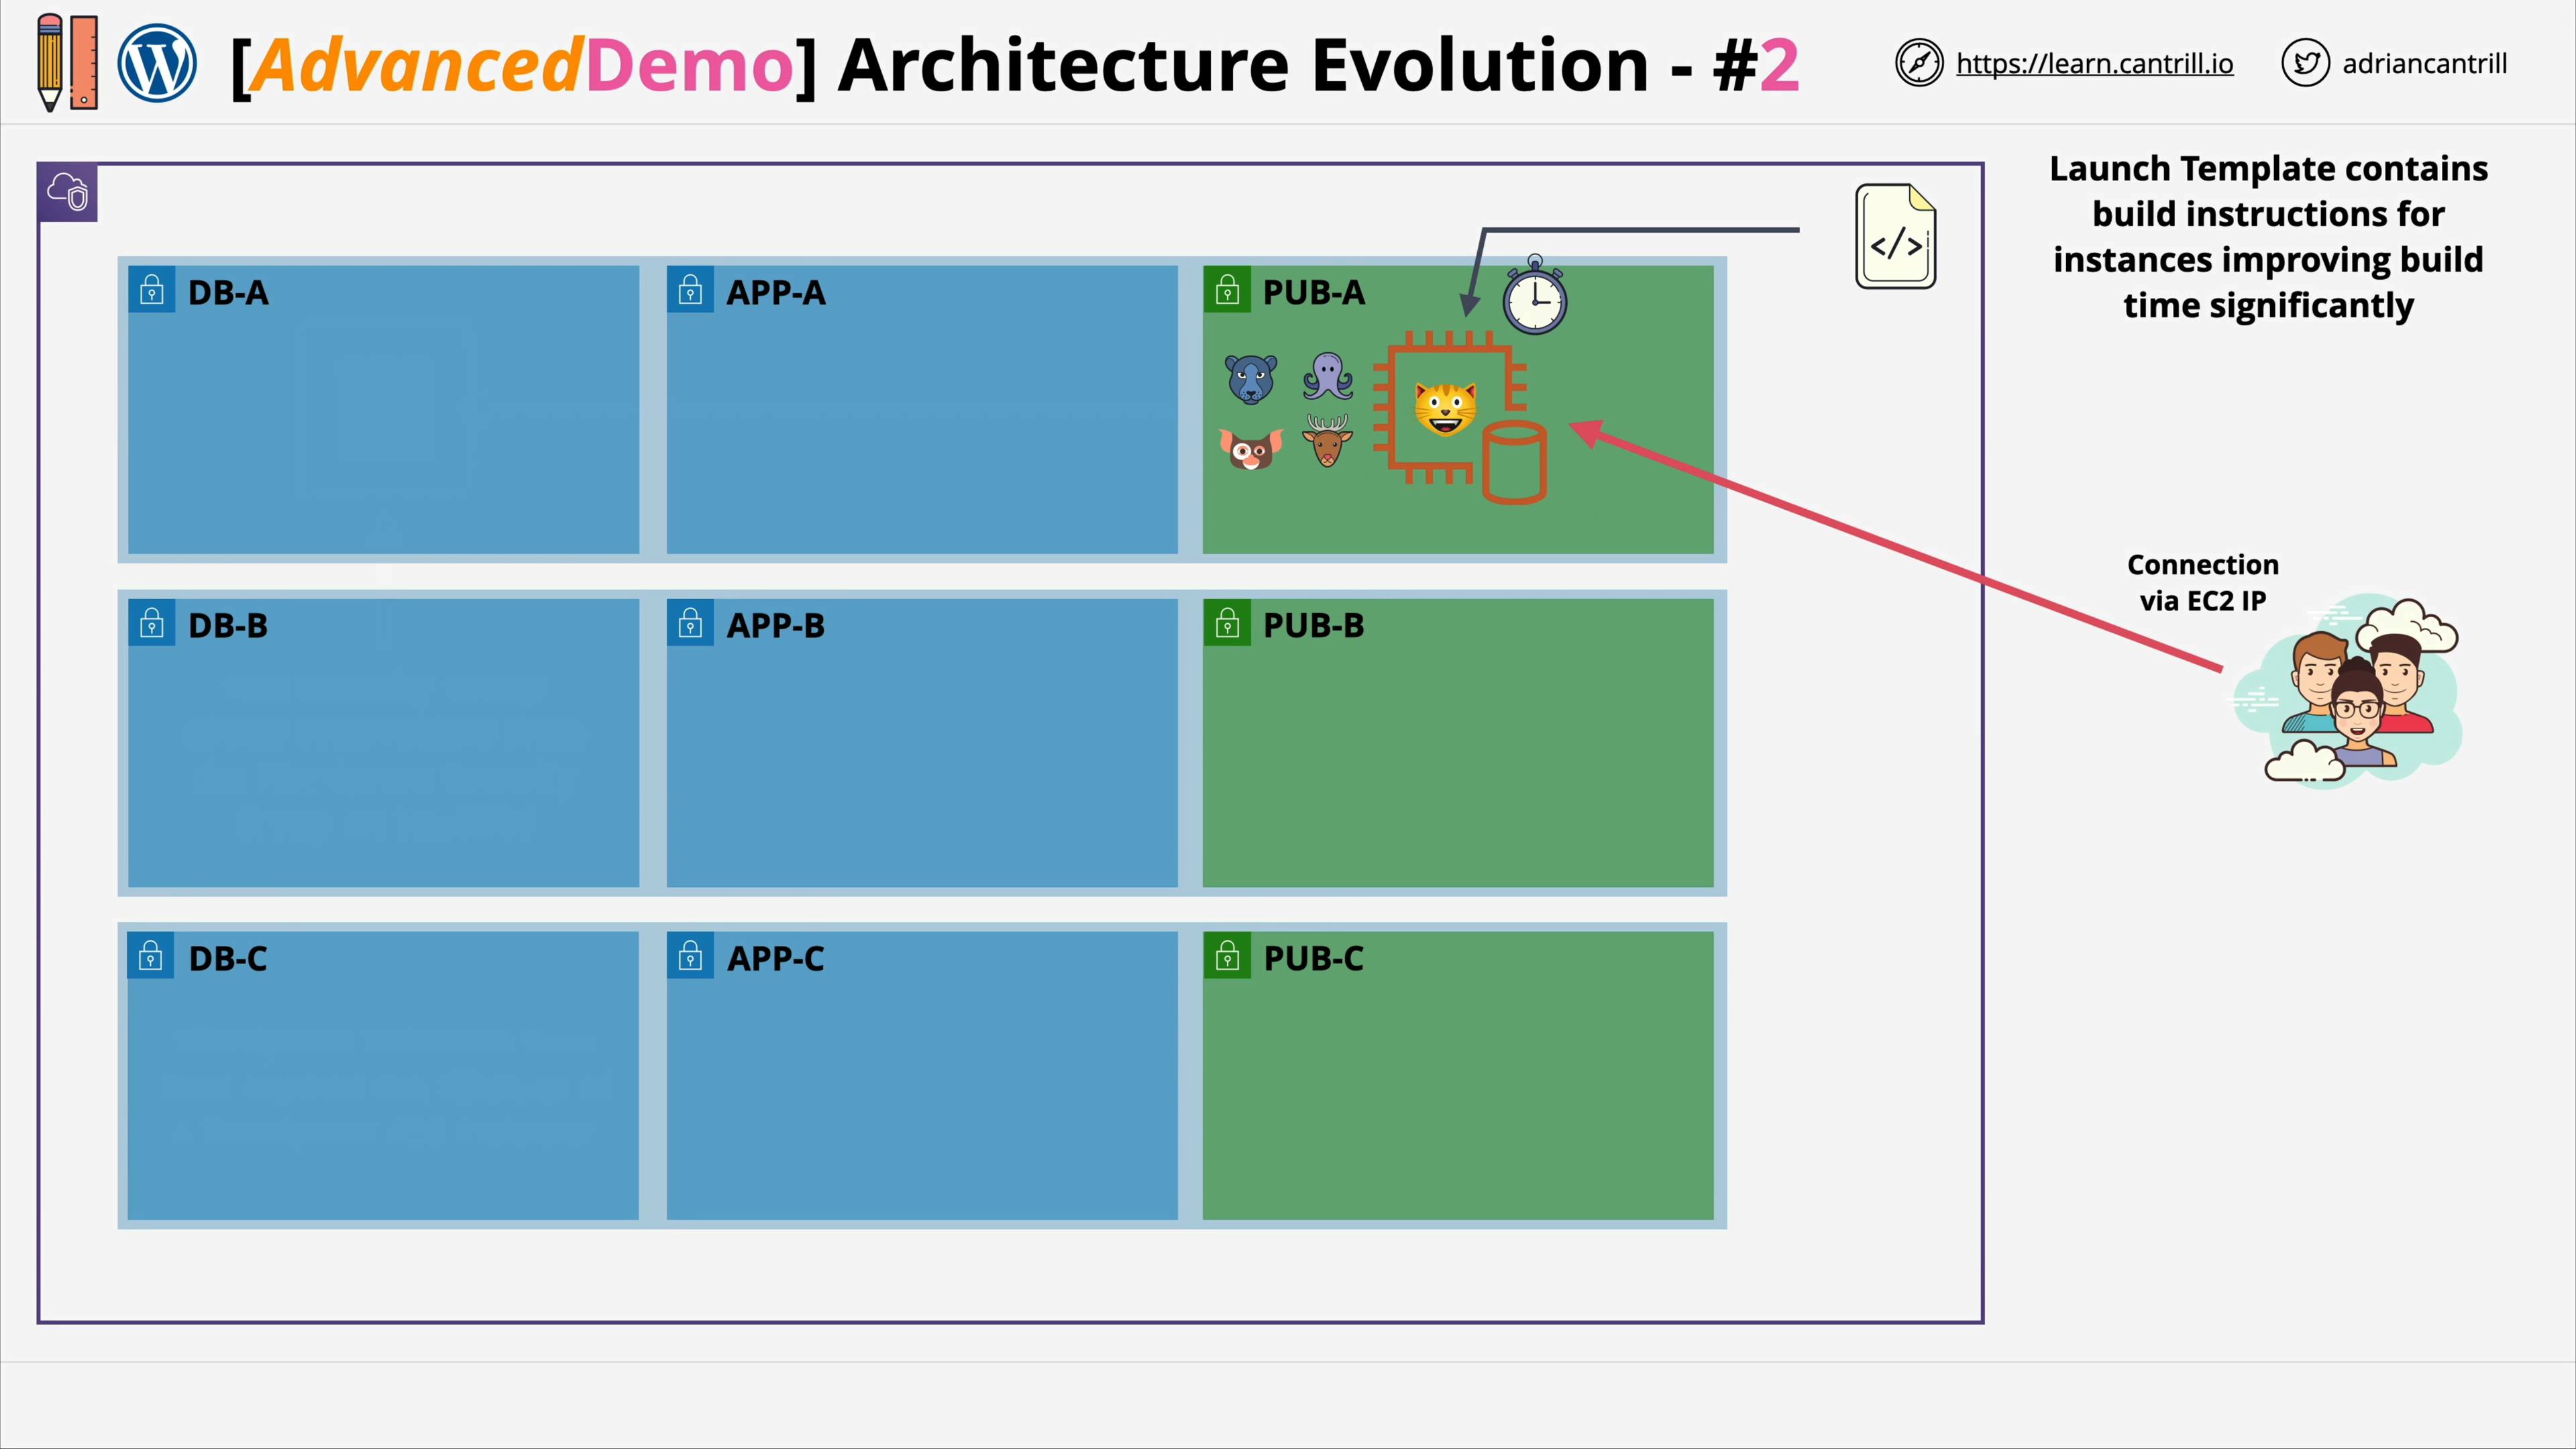 [AdvancedDemo] Architecture Evolution - #2
https://learn.cantrill.io
adriancantrill
Launch Template contains
build instructions for
instances improving build
time significantly
</>
DB-A
APP-A
PUB-A
Connection
via EC2 IP
DB-B
APP-B
PUB-B
DB-C
APP-C
PUB-C